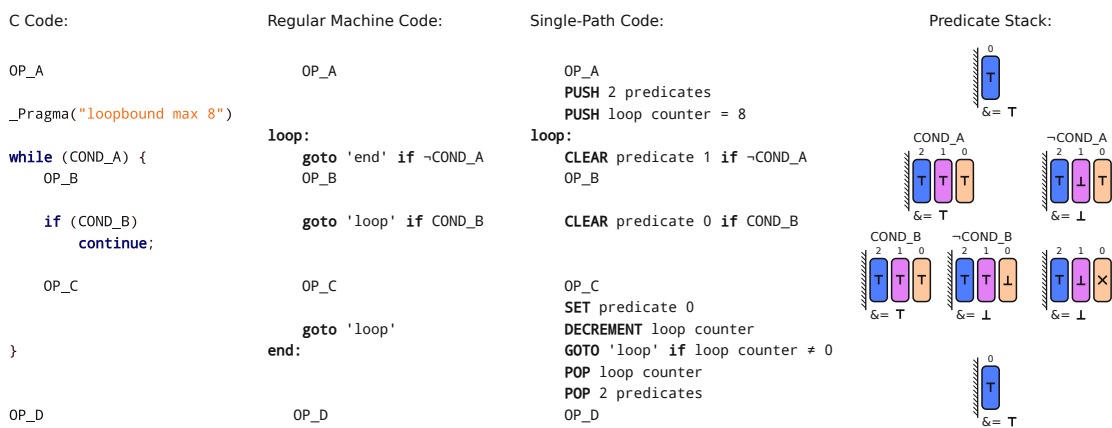 C Code: Regular Machine Code: Single-Path Code: Predicate Stack:
0
OP_A OP_A OP_A ⊤
PUSH 2 predicates
_Pragma("loopbound max 8") PUSH loop counter = 8 &= ⊤
loop: loop: COND_A ¬COND_A
2 1 0 2 1 0
while (COND_A) { goto 'end' if ¬COND_A CLEAR predicate 1 if ¬COND_A
OP_B OP_B OP_B ⊤ ⊤ ⊤ ⊤ ⊥ ⊤
&= ⊤ &= ⊥
if (COND_B) goto 'loop' if COND_B CLEAR predicate 0 if COND_B
continue; COND_B ¬COND_B
2 1 0 2 1 0 2 1 0
⊤ ⊤ ⊤ ⊤ ⊤ ⊥ ⊤ ⊥ ×
OP_C OP_C OP_C
SET predicate 0 &= ⊤ &= ⊥ &= ⊥
goto 'loop' DECREMENT loop counter
} end: GOTO 'loop' if loop counter ≠ 0
0
POP loop counter
POP 2 predicates ⊤
OP_D OP_D OP_D
&= ⊤